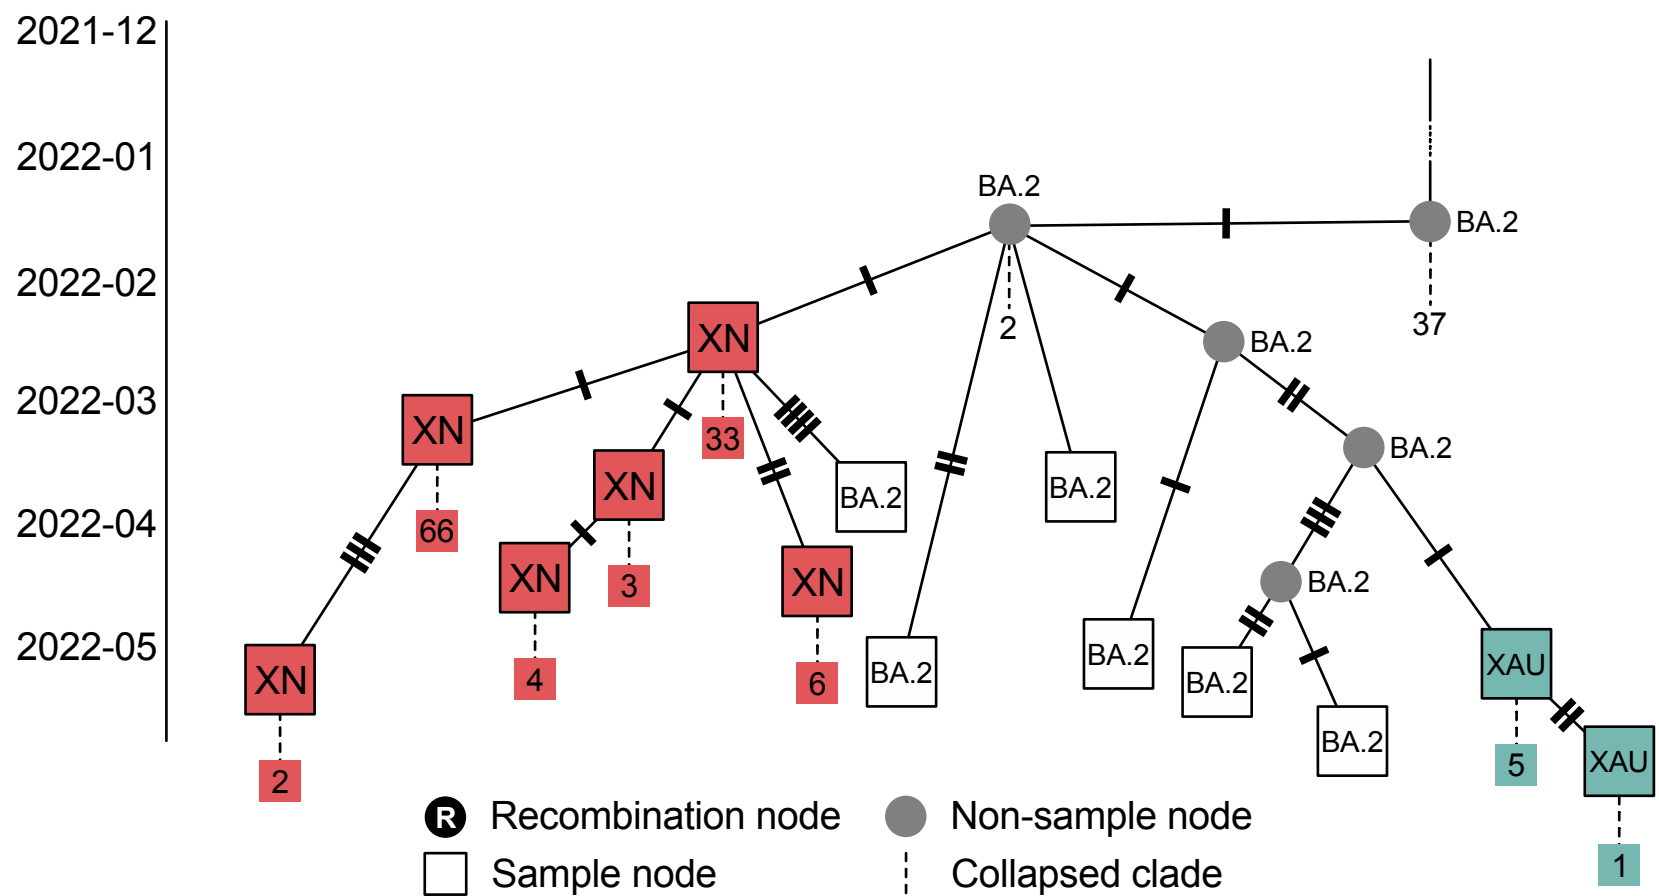 2021-12
2022-01
BA.2
BA.2
2022-02
2
37
XN
BA.2
2022-03
XN
33
BA.2
XN
BA.2
BA.2
2022-04
66
XN
3
XN
BA.2
2022-05
XN
4
6
BA.2
BA.2
BA.2
XAU
BA.2
2
5
XAU
R Recombination node
Non-sample node
Sample node
Collapsed clade
1